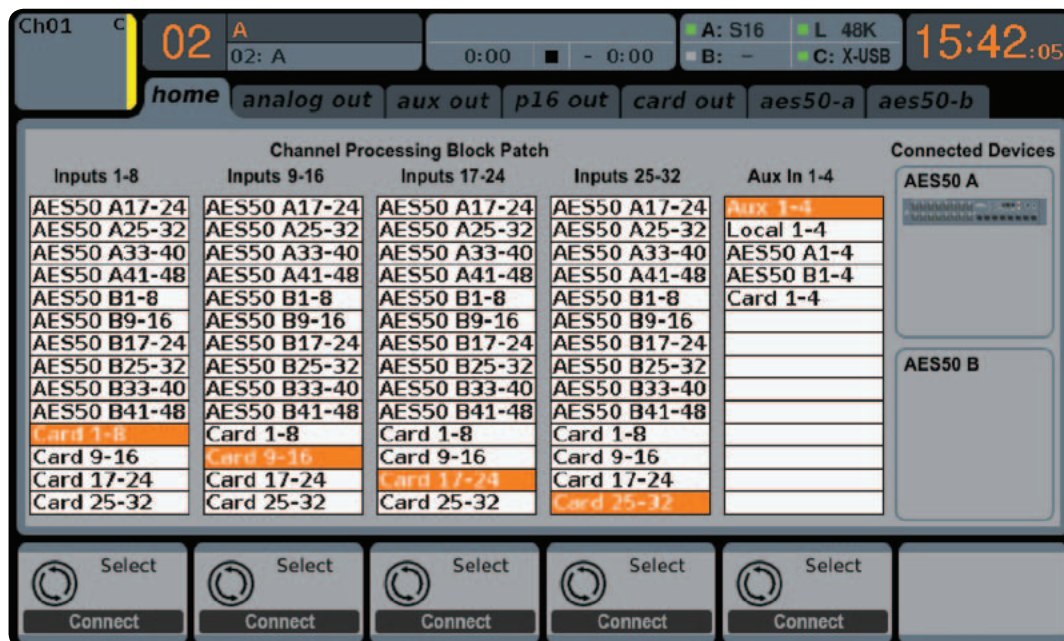 Ch01 C
02 A
02: A
0:00 - 0:00
A: S16 L 48K
B: - C: X-USB
15:42:05
home analog out aux out p16 out card out aes50-a aes50-b
Channel Processing Block Patch Connected Devices
Inputs 1-8 Inputs 9-16 Inputs 17-24 Inputs 25-32 Aux In 1-4
AES50 A17-24 AES50 A17-24 AES50 A17-24 AES50 A17-24 Aux 1-4
AES50 A25-32 AES50 A25-32 AES50 A25-32 AES50 A25-32 Local 1-4
AES50 A33-40 AES50 A33-40 AES50 A33-40 AES50 A33-40 AES50 A1-4
AES50 A41-48 AES50 A41-48 AES50 A41-48 AES50 A41-48 AES50 B1-4
AES50 B1-8 AES50 B1-8 AES50 B1-8 AES50 B1-8 Card 1-4
AES50 B9-16 AES50 B9-16 AES50 B9-16 AES50 B9-16
AES50 B17-24 AES50 B17-24 AES50 B17-24 AES50 B17-24
AES50 B25-32 AES50 B25-32 AES50 B25-32 AES50 B25-32
AES50 B33-40 AES50 B33-40 AES50 B33-40 AES50 B33-40
AES50 B41-48 AES50 B41-48 AES50 B41-48 AES50 B41-48
Card 1-8 Card 1-8 Card 1-8 Card 1-8
Card 9-16 Card 9-16 Card 9-16 Card 9-16
Card 17-24 Card 17-24 Card 17-24 Card 17-24
Card 25-32 Card 25-32 Card 25-32 Card 25-32
AES50 A
AES50 B
Select Select Select Select Select
Connect Connect Connect Connect Connect